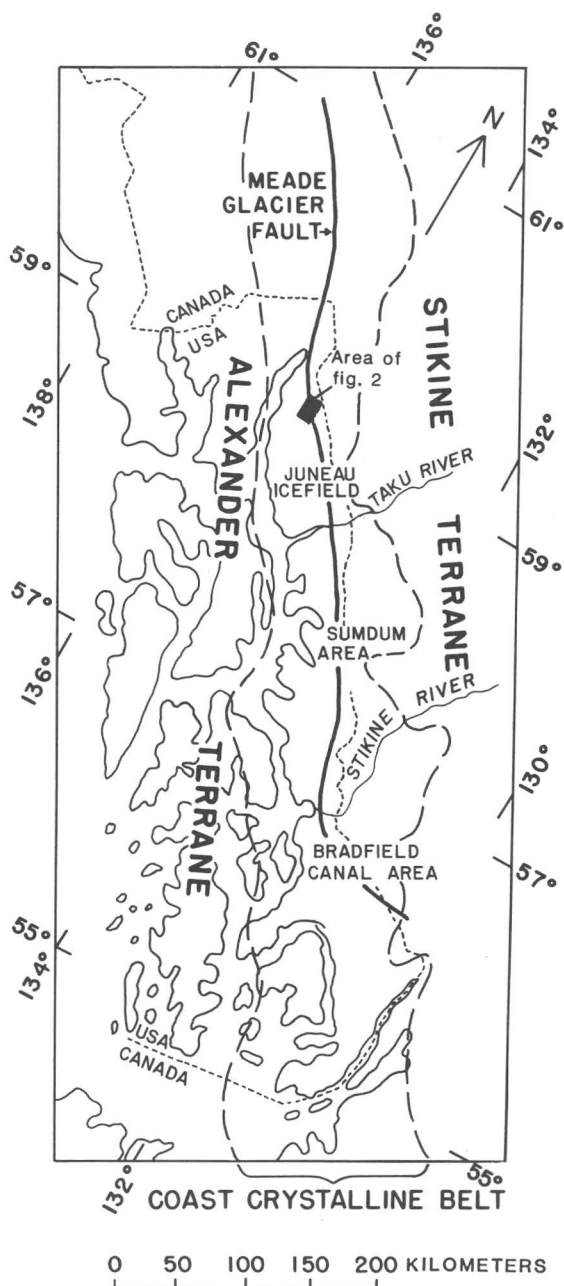 61°
136°
N
134°
61°
MEADE
GLACIER
FAULT
59°
CANADA
USA
STIKINE
Area of
fig. 2
138°
ALEXANDER
132°
JUNEAU
ICEFIELD
TAKU RIVER
TERRANE
59°
57°
SUMDUM
AREA
136°
STIKINE RIVER
TERRANE
130°
BRADFIELD
CANAL AREA
57°
55°
134°
USA
CANADA
132°
55°
COAST CRYSTALLINE BELT
0 50 100 150 200 KILOMETERS